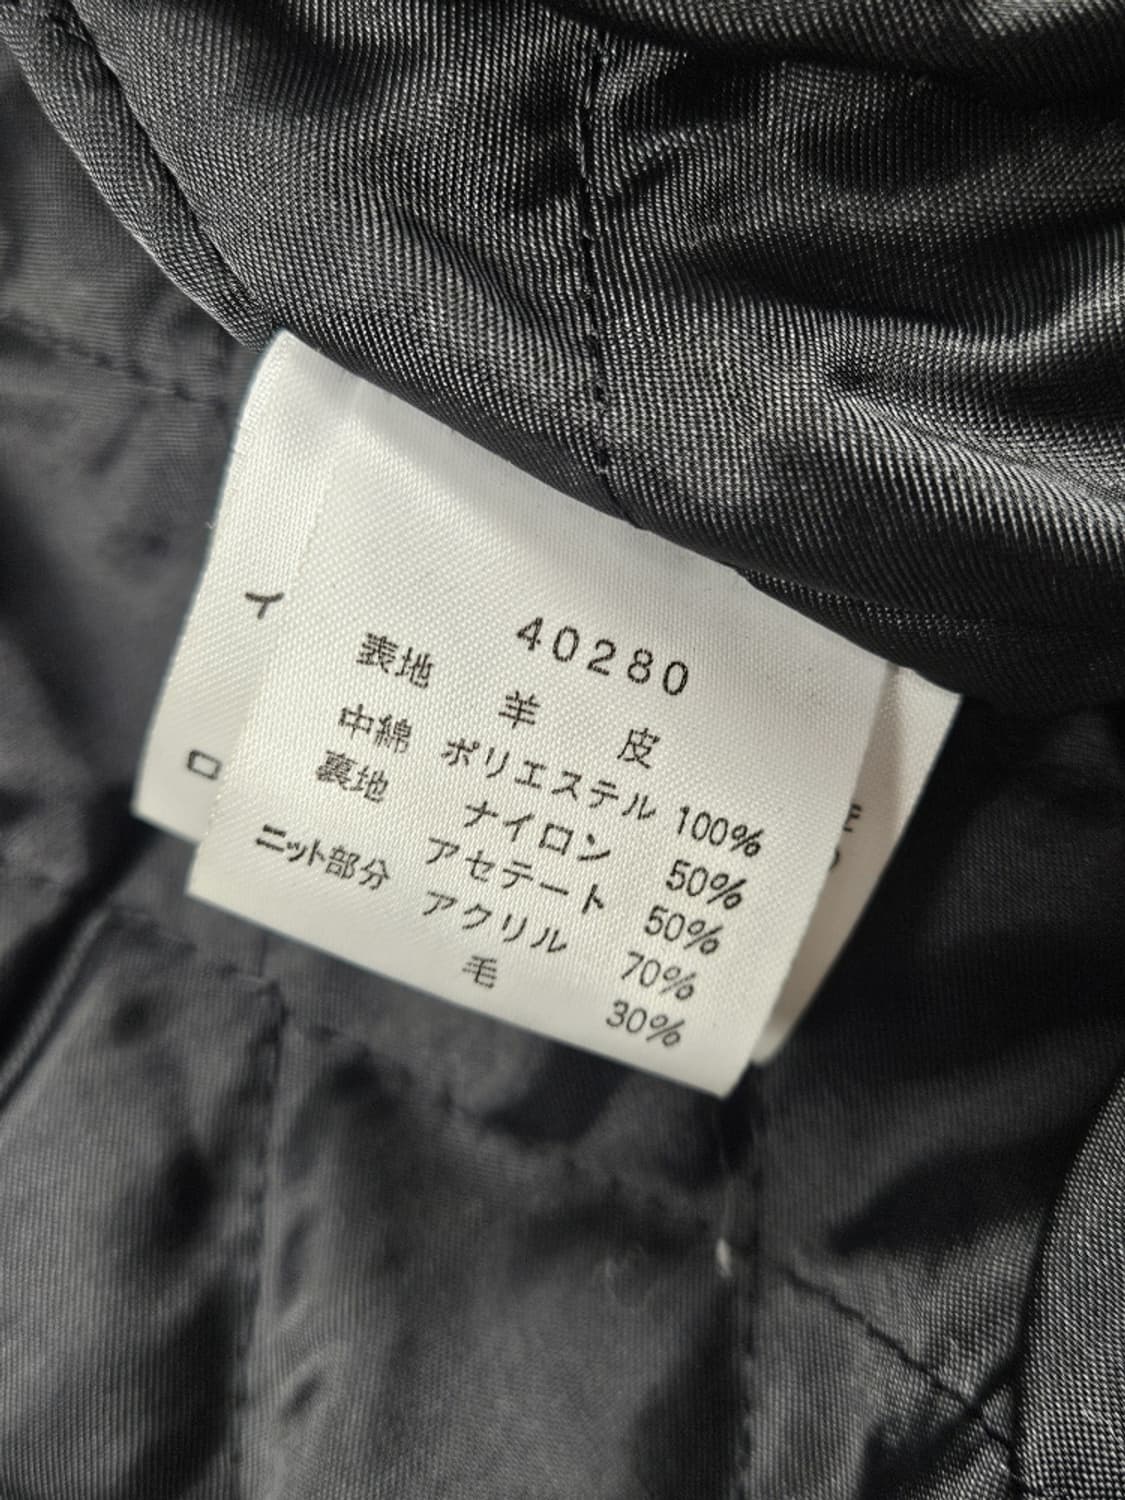 40280
表地 羊 皮
中綿 ポリエステル 100%
裏地 ナイロン 50%
アセテート 50%
ニット部分 アクリル 70%
毛 30%
イ
ロ